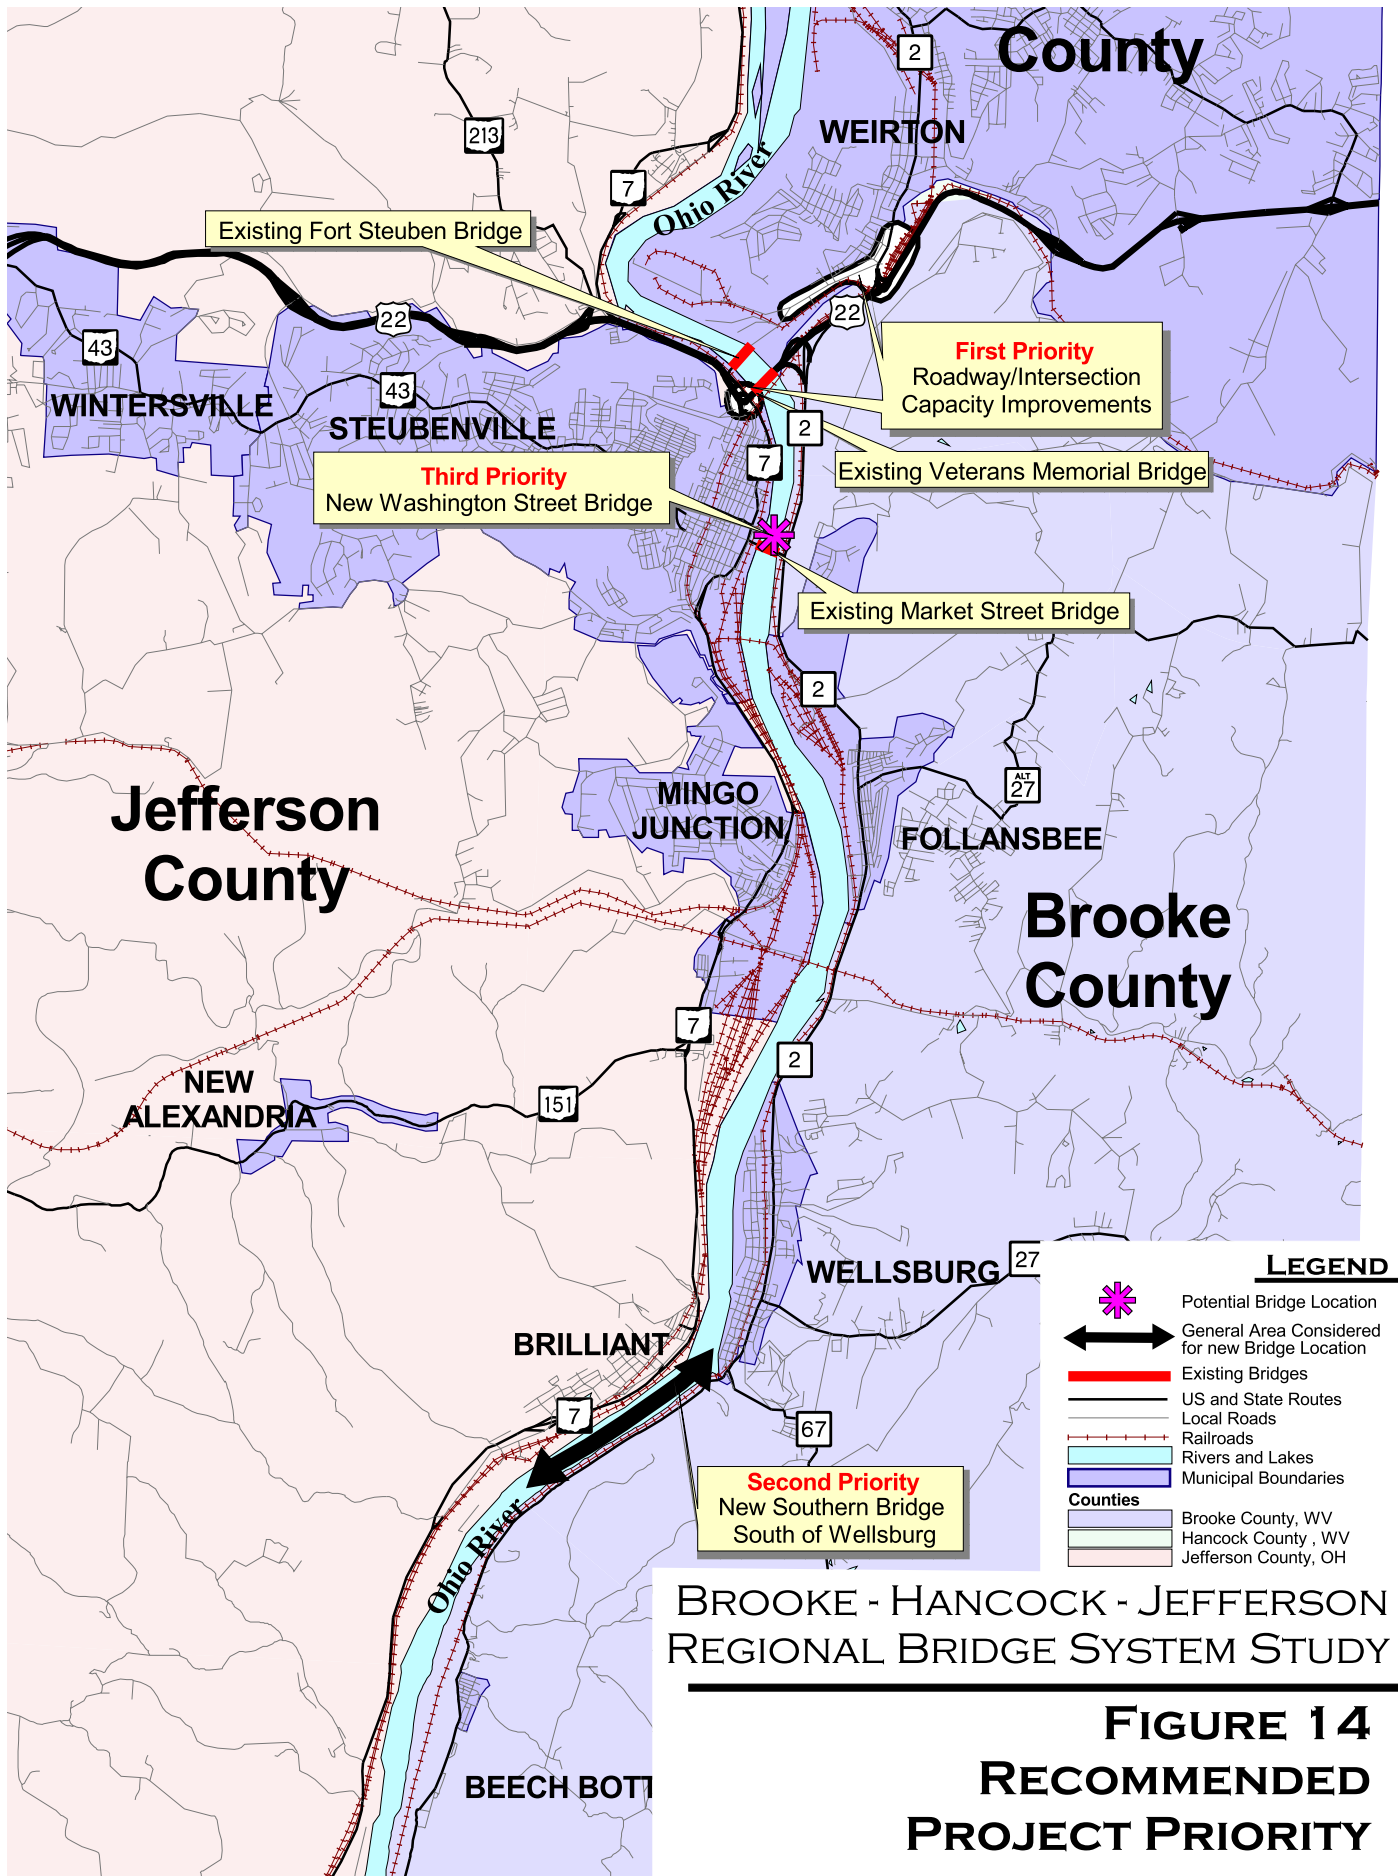 County
2
WEIRTON
213
7
Ohio River
Existing Fort Steuben Bridge
22
22
43
First Priority
Roadway/Intersection
Capacity Improvements
43
WINTERSVILLE
STEUBENVILLE
2
7
Existing Veterans Memorial Bridge
Third Priority
New Washington Street Bridge
Existing Market Street Bridge
2
ALT
27
MINGO
JUNCTION
FOLLANSBEE
Jefferson
County
Brooke
County
7
2
NEW
ALEXANDRIA
151
WELLSBURG
27
BRILLIANT
7
67
Second Priority
New Southern Bridge
South of Wellsburg
Ohio River
BEECH BOTT
LEGEND
Potential Bridge Location
General Area Considered
for new Bridge Location
Existing Bridges
US and State Routes
Local Roads
Railroads
Rivers and Lakes
Municipal Boundaries
Counties
Brooke County, WV
Hancock County , WV
Jefferson County, OH
BROOKE - HANCOCK - JEFFERSON
REGIONAL BRIDGE SYSTEM STUDY
FIGURE 14
RECOMMENDED
PROJECT PRIORITY